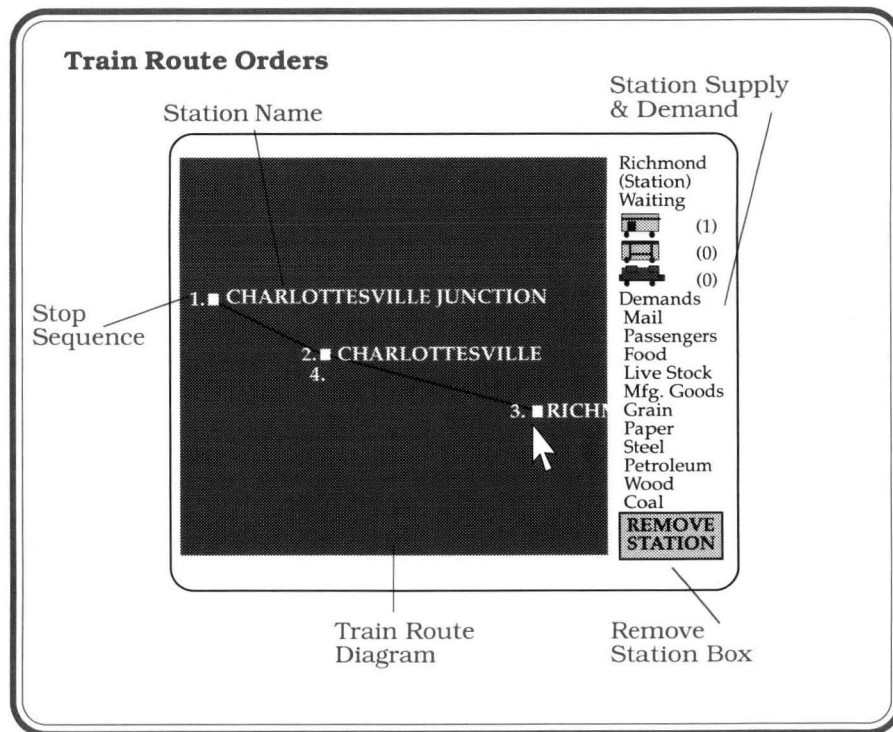 Train Route Orders
Station Name
Station Supply
& Demand
Richmond
(Station)
Waiting
(1)
(0)
(0)
Demands
Mail
Passengers
Food
Live Stock
Mfg. Goods
Grain
Paper
Steel
Petroleum
Wood
Coal
REMOVE
STATION
1. CHARLOTTESVILLE JUNCTION
Stop
Sequence
2. CHARLOTTESVILLE
4.
3. RICHM
Train Route
Diagram
Remove
Station Box